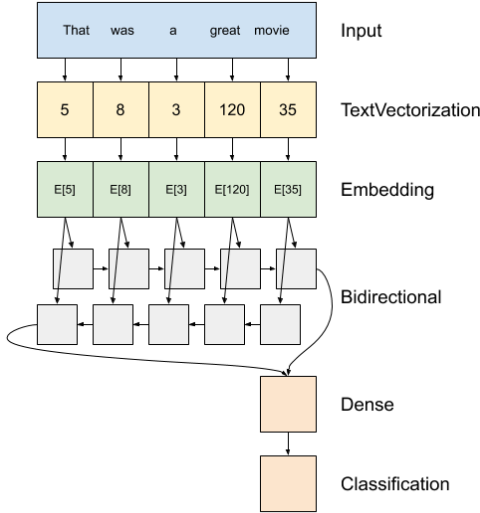 That was a great movie Input
5 8 3 120 35 TextVectorization
E[5] E[8] E[3] E[120] E[35] Embedding
Bidirectional
Dense
Classification